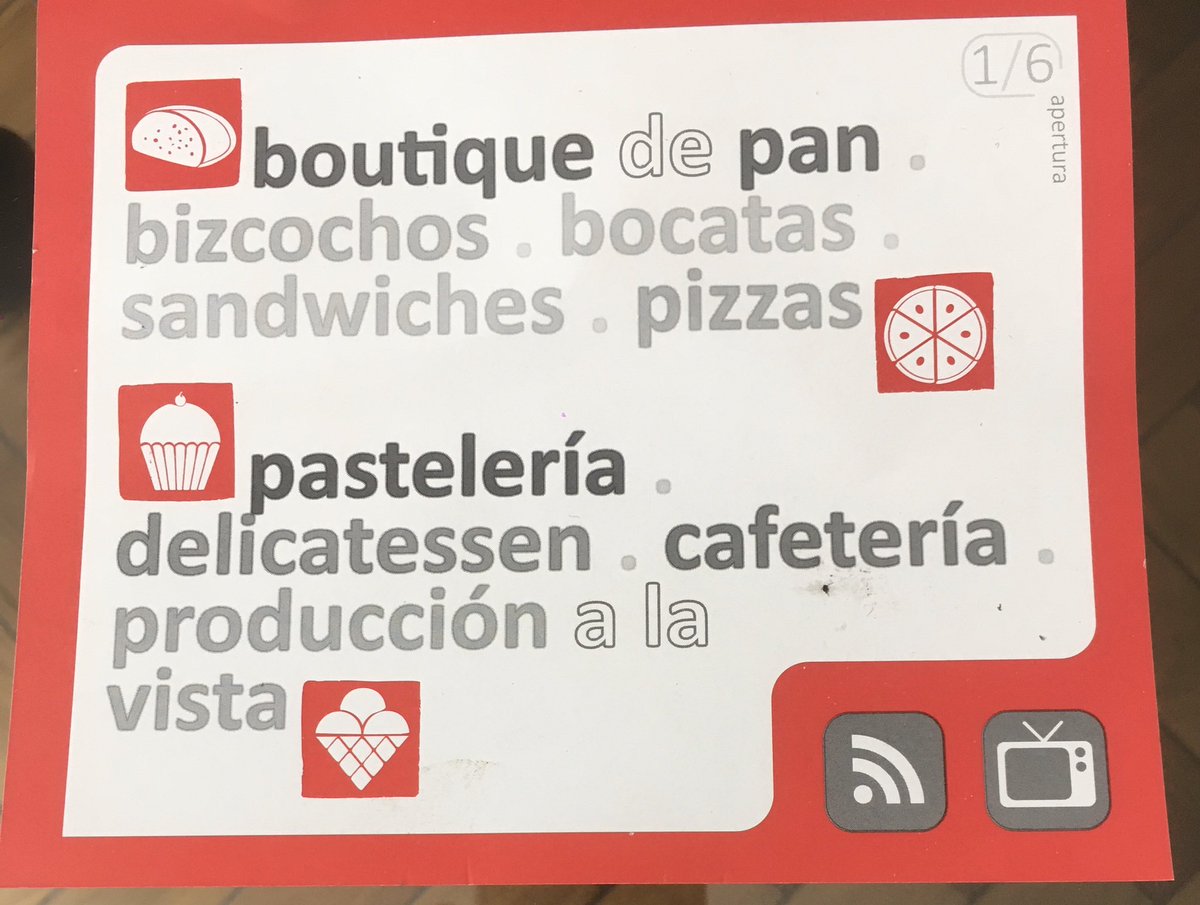 1/6
apertura
boutique de pan .
bizcochos . bocatas .
sandwiches . pizzas
pastelería .
delicatessen . cafetería .
producción a la
vista